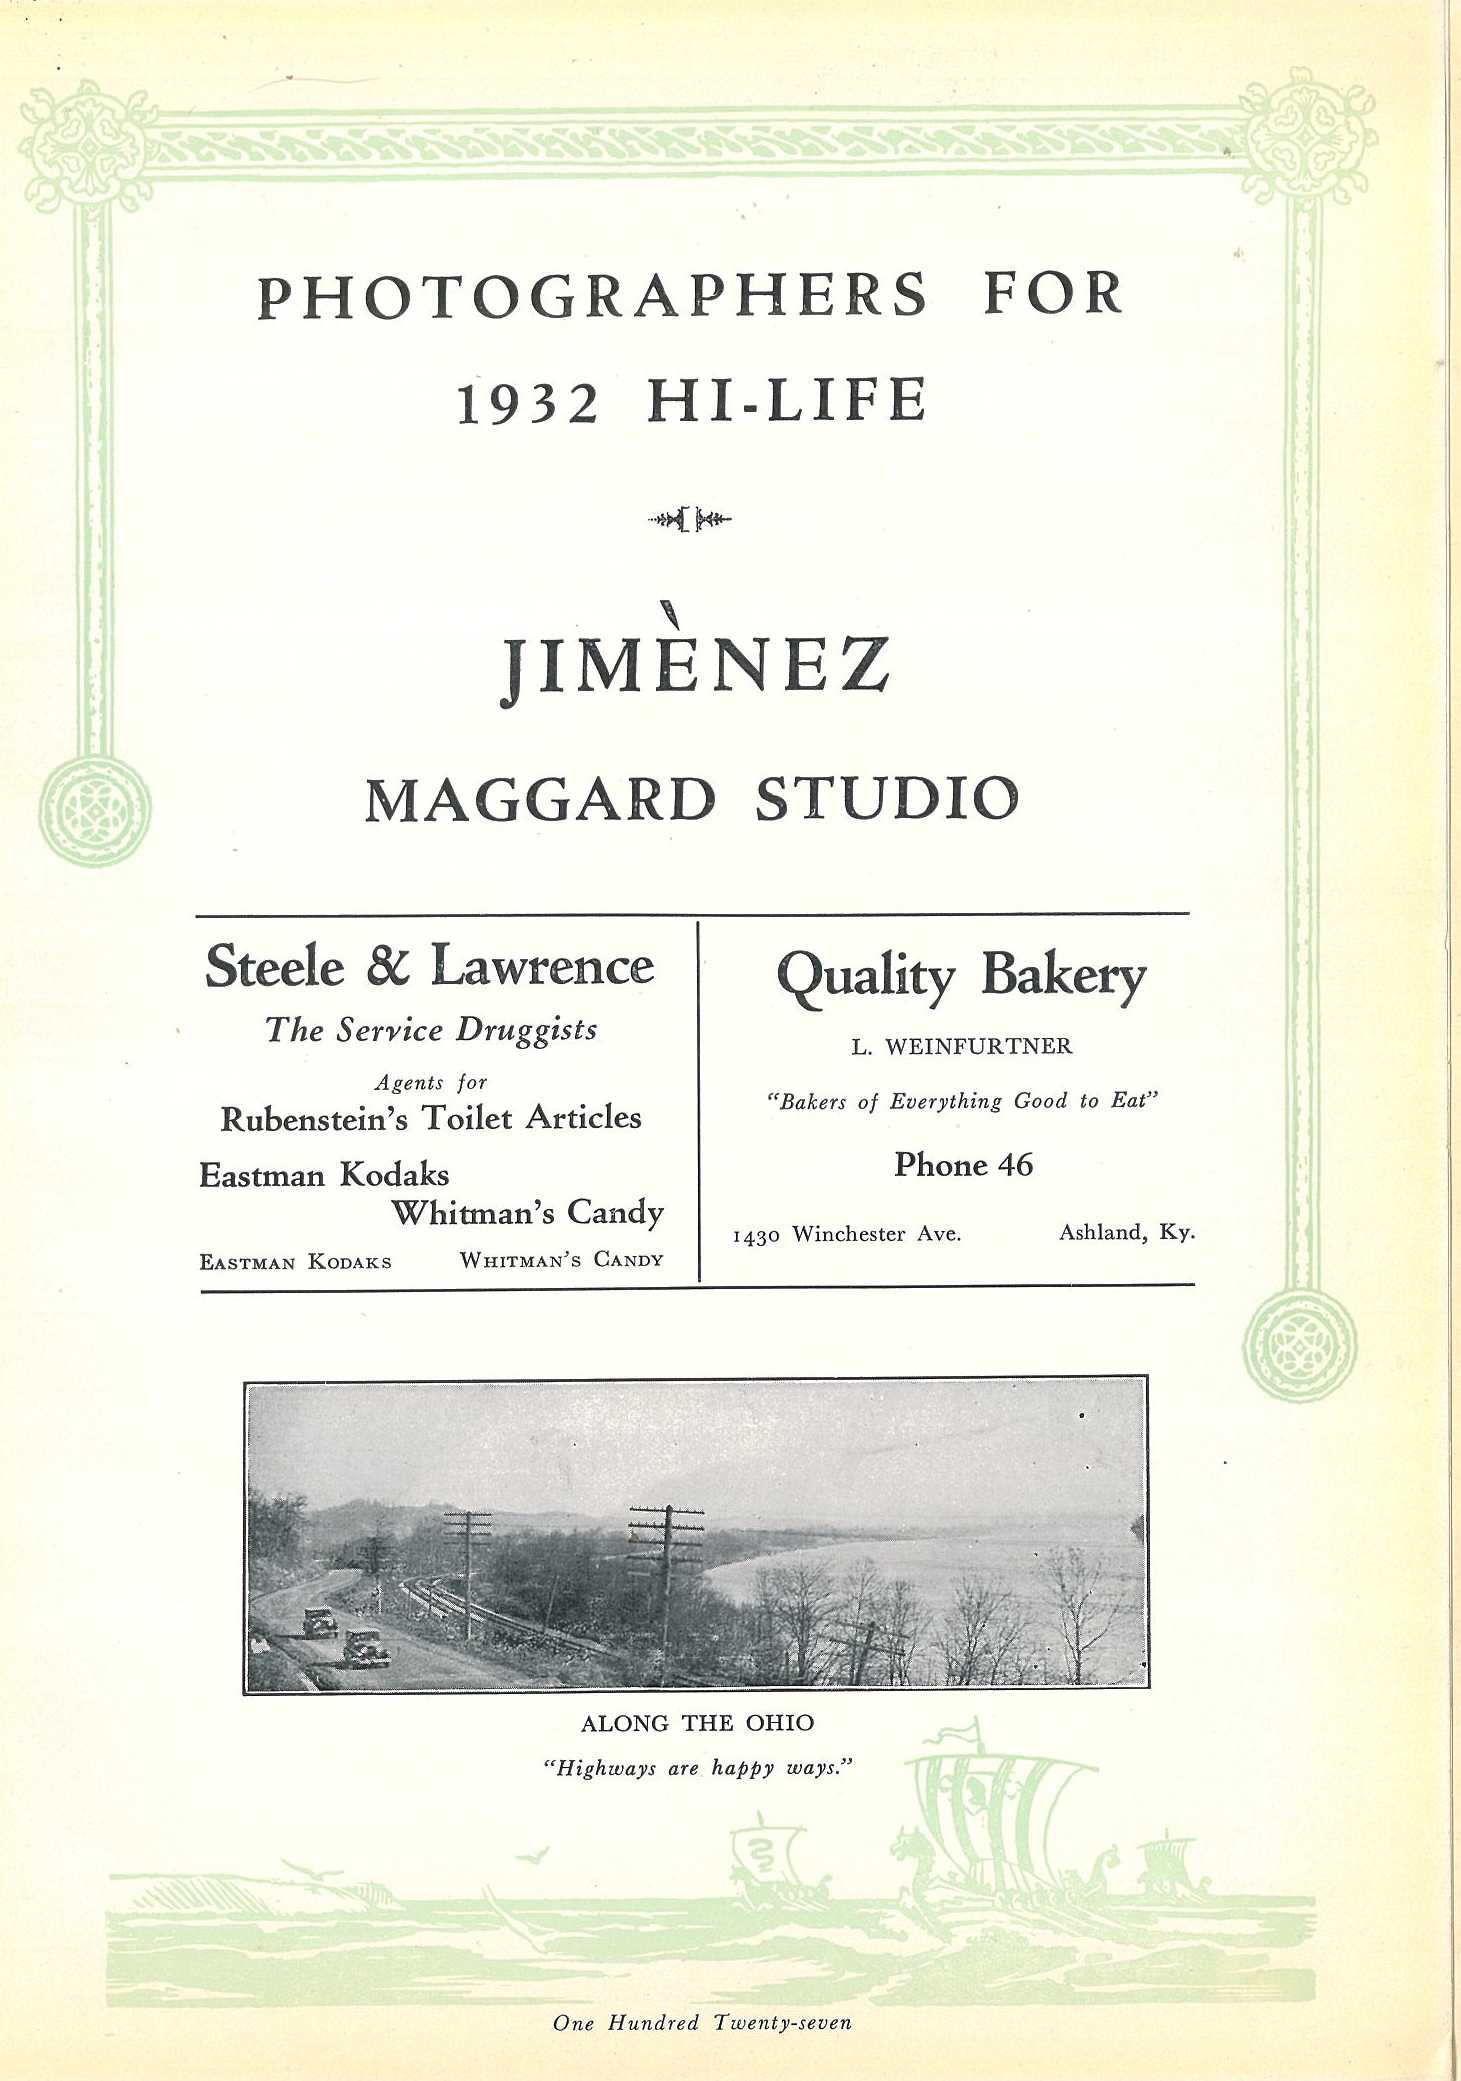 PHOTOGRAPHERS FOR
1932 HI-LIFE
JIMÈNEZ
MAGGARD STUDIO
Steele & Lawrence
The Service Druggists
Agents for
Rubenstein's Toilet Articles
Eastman Kodaks
Whitman's Candy
EASTMAN KODAKS WHITMAN'S CANDY
Quality Bakery
L. WEINFURTNER
"Bakers of Everything Good to Eat"
Phone 46
1430 Winchester Ave. Ashland, Ky.
ALONG THE OHIO
"Highways are happy ways."
One Hundred Twenty-seven